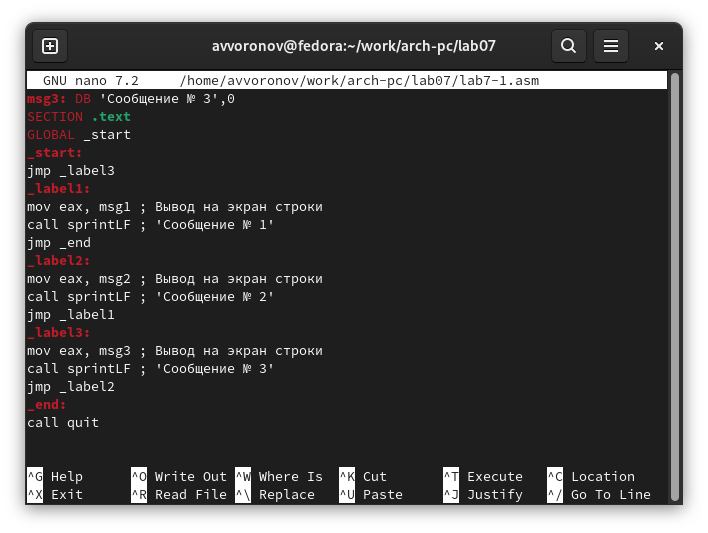 avvoronov@fedora:~/work/arch-pc/lab07
GNU nano 7.2 /home/avvoronov/work/arch-pc/lab07/lab7-1.asm
msg3: DB 'Сообщение № 3',0
SECTION .text
GLOBAL _start
_start:
jmp _label3
_label1:
mov eax, msg1 ; Вывод на экран строки
call sprintLF ; 'Сообщение № 1'
jmp _end
_label2:
mov eax, msg2 ; Вывод на экран строки
call sprintLF ; 'Сообщение № 2'
jmp _label1
_label3:
mov eax, msg3 ; Вывод на экран строки
call sprintLF ; 'Сообщение № 3'
jmp _label2
_end:
call quit
^G Help ^O Write Out ^W Where Is ^K Cut ^T Execute ^C Location
^X Exit ^R Read File ^\ Replace ^U Paste ^J Justify ^/ Go To Line